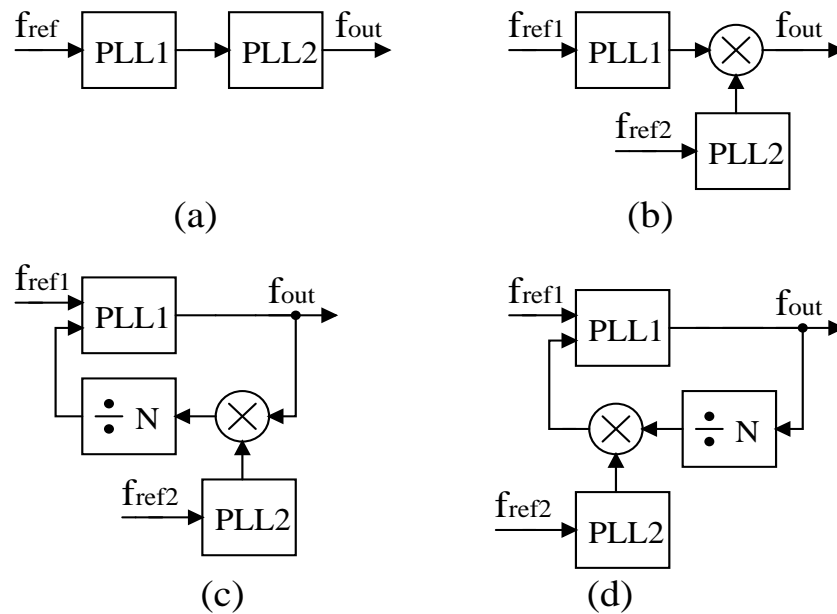 fref PLL1 PLL2 fout
(a)
fref1 PLL1 fout
fref2 PLL2
(b)
fref1 PLL1 fout
÷ N
fref2 PLL2
(c)
fref1 PLL1 fout
÷ N
fref2 PLL2
(d)